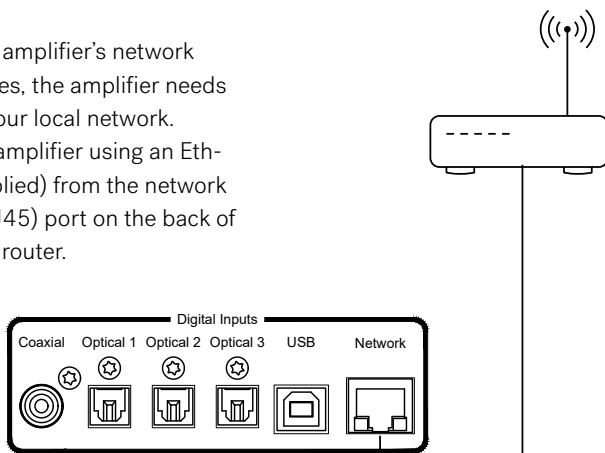 amplifier's network
es, the amplifier needs
our local network.
amplifier using an Eth-
plied) from the network
J45) port on the back of
router.
Digital Inputs
Coaxial Optical 1 Optical 2 Optical 3 USB Network